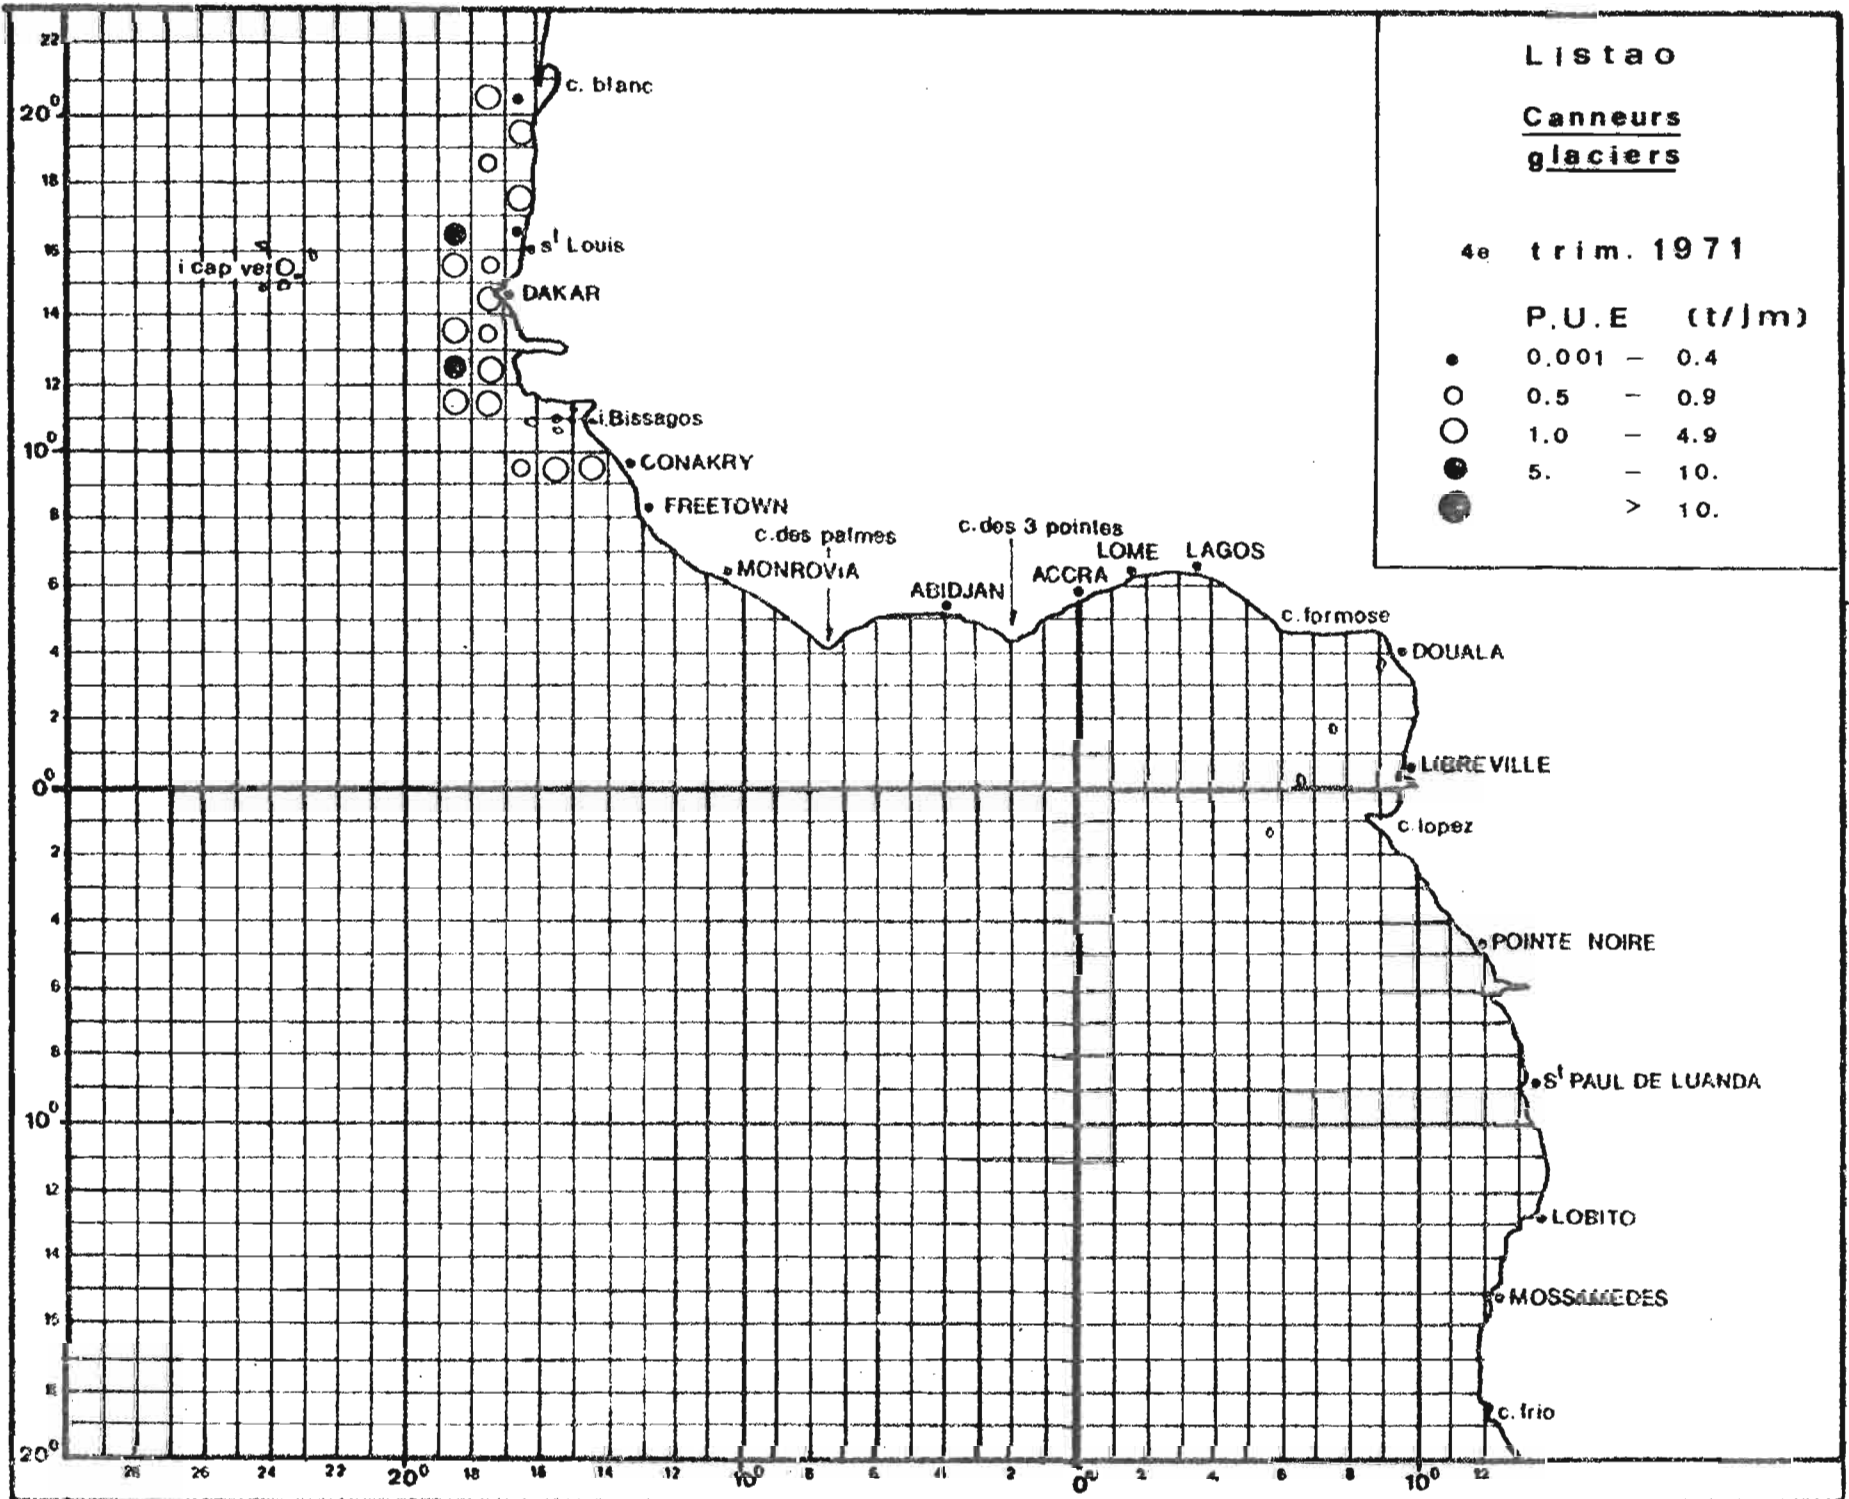 Listao
Canneurs
glaciers
4e trim. 1971
P.U.E (t/jm)
0.001 – 0.4
0.5 – 0.9
1.0 – 4.9
5. – 10.
> 10.
22
20°
18
16
14
12
10°
8
6
4
2
0°
2
4
6
8
10°
12
14
16
20°
c. blanc
st Louis
i cap ver
DAKAR
i.Bissagos
CONAKRY
FREETOWN
c.des palmes
c.des 3 pointes
MONROVIA
ABIDJAN
ACCRA
LOME
LAGOS
c.formose
DOUALA
LIBREVILLE
c.lopez
POINTE NOIRE
St PAUL DE LUANDA
LOBITO
MOSSAMEDES
c.frio
26 24 22 20° 18 16 14 10° 8 6 4 2 0° 2 4 6 8 10° 12